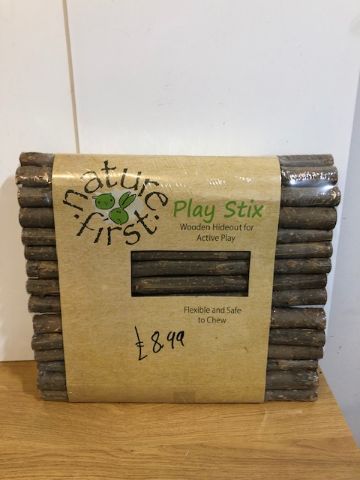 nature
first
Play Stix
Wooden Hideout for
Active Play
Flexible and Safe
to Chew
£8.99